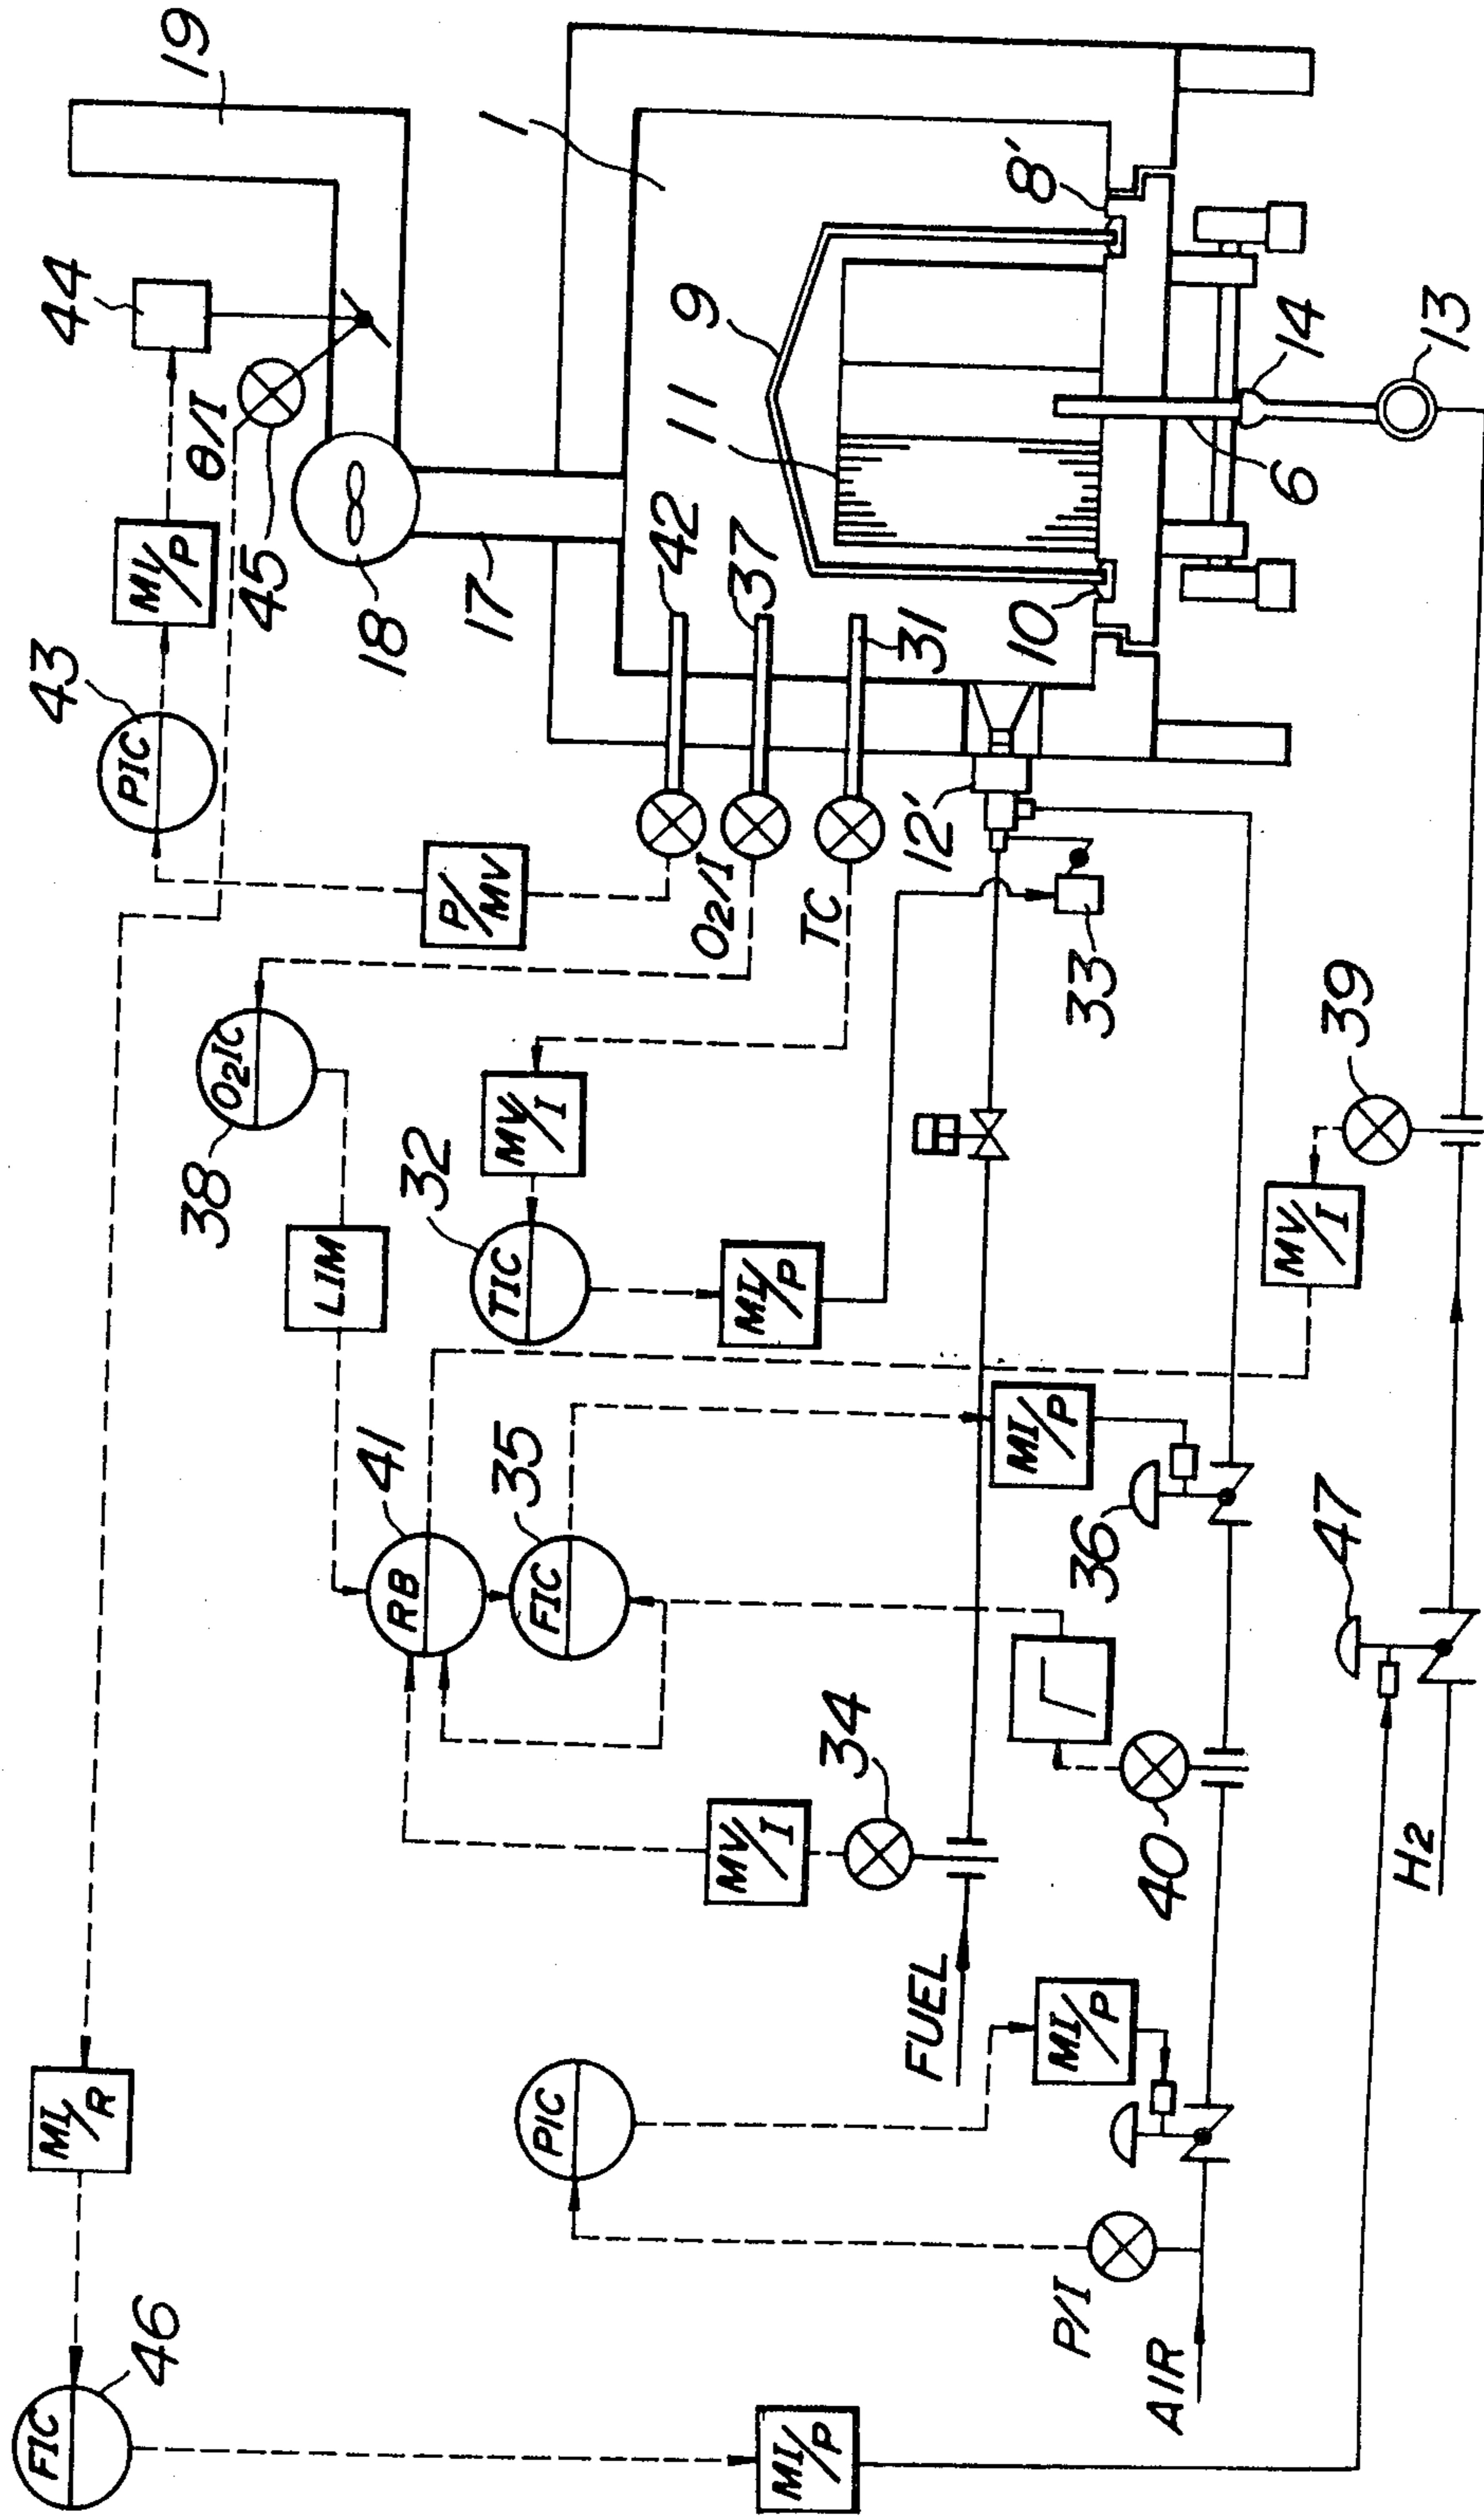 19
44
43
MV/P
θ/I
45
PIC
18
17
1
42
37
31
11
9
8'
10
14
13
6
12'
P/MV
O2/I
TC
33
39
38
O2IC
LIM
32
MV/I
TIC
MI/P
MV/I
41
RB
35
FIC
MI/P
36
47
34
MV/I
40
H2
FUEL
MI/P
PIC
P/I
AIR
MI/R
46
FIC
MI/P